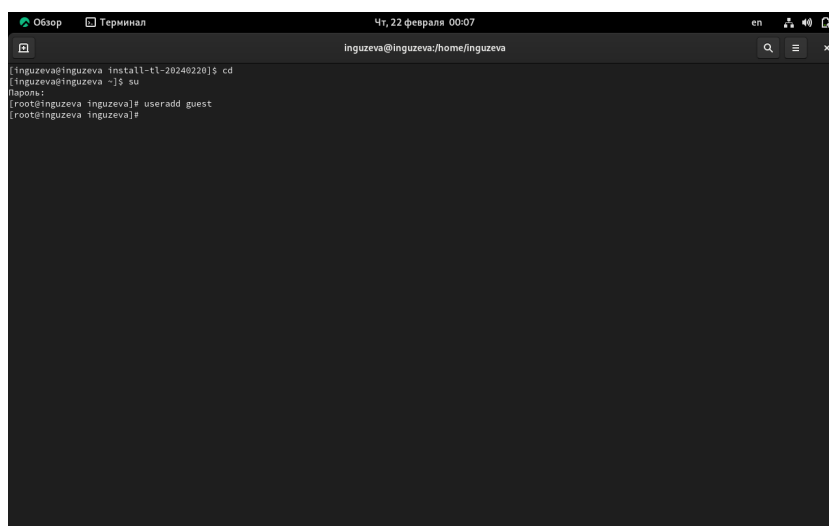 Обзор Терминал Чт, 22 февраля 00:07 en
inguzeva@inguzeva:/home/inguzeva
[inguzeva@inguzeva install-tl-20240220]$ cd
[inguzeva@inguzeva ~]$ su
Пароль:
[root@inguzeva inguzeva]# useradd guest
[root@inguzeva inguzeva]#